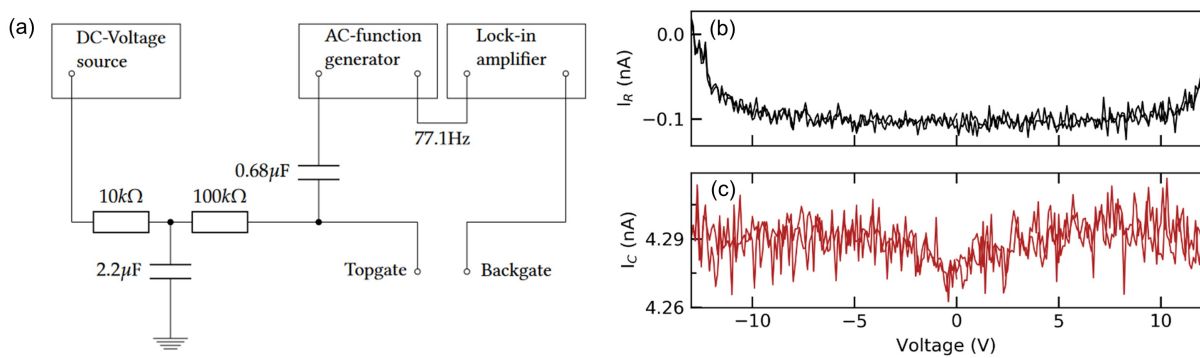 (a)
DC-Voltage
source
AC-function
generator
Lock-in
amplifier
77.1Hz
0.68μF
10kΩ
100kΩ
2.2μF
Topgate
Backgate
(b)
I_R (nA)
0.0
−0.1
(c)
I_C (nA)
4.29
4.26
−10
−5
0
5
10
Voltage (V)